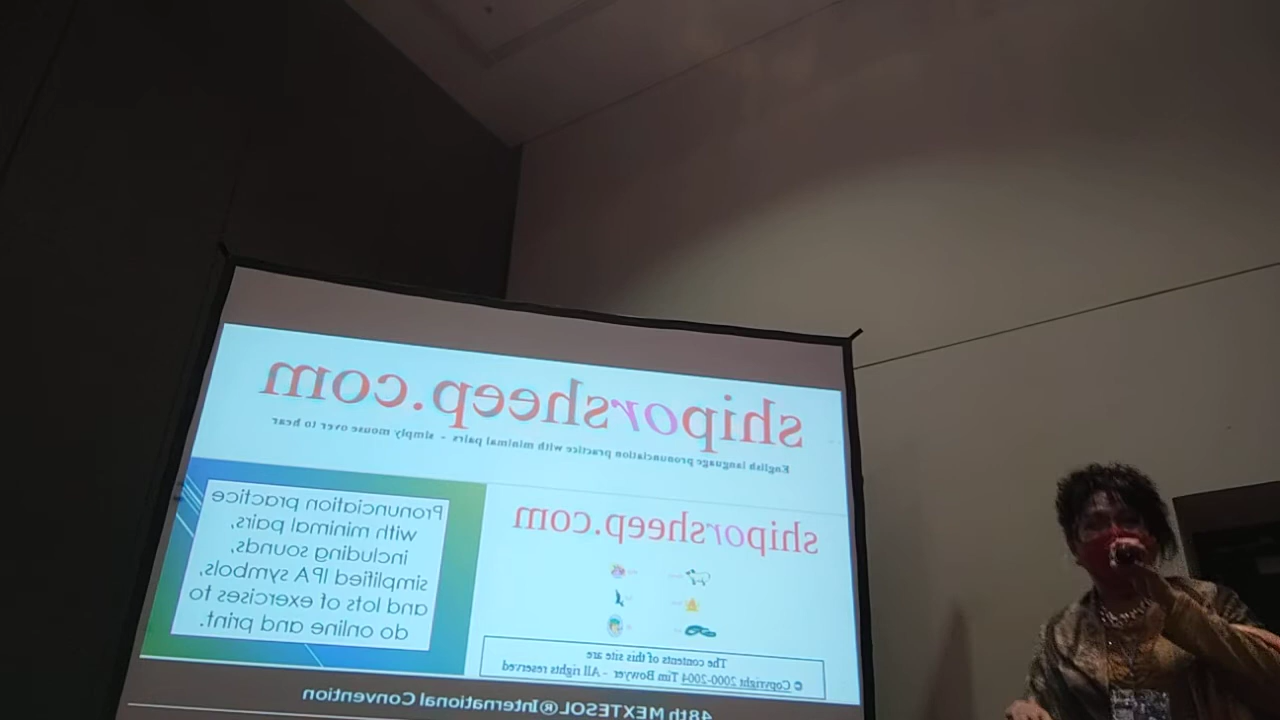 shiporsheep.com
English language pronunciation practice with minimal pairs - simply mouse over to hear
shiporsheep.com
The contents of this site are
© Copyright 2000-2004 Tim Bowyer - All rights reserved
Pronunciation practice
with minimal pairs,
including sounds,
simplified IPA symbols,
and lots of exercises to
do online and print.
48th MEXTESOL®International Convention